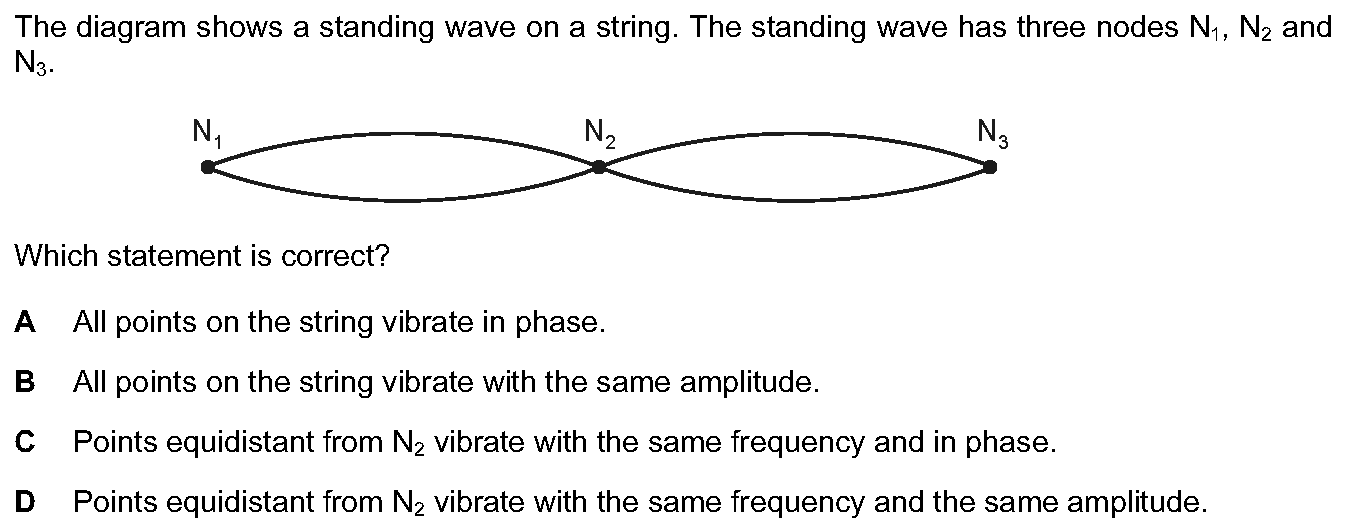 The diagram shows a standing wave on a string. The standing wave has three nodes N₁, N₂ and
N₃.
N₁ N₂ N₃
Which statement is correct?
A All points on the string vibrate in phase.
B All points on the string vibrate with the same amplitude.
C Points equidistant from N₂ vibrate with the same frequency and in phase.
D Points equidistant from N₂ vibrate with the same frequency and the same amplitude.